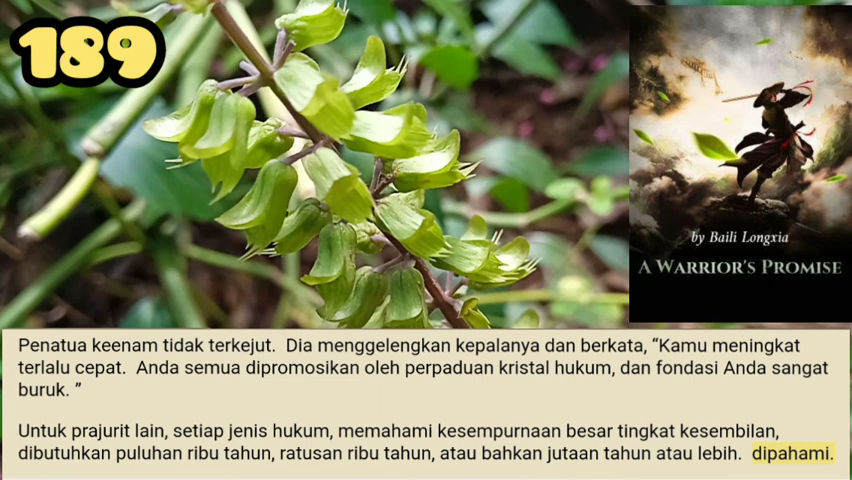 189
by Baili Longxia
A WARRIOR'S PROMISE
Penatua keenam tidak terkejut. Dia menggelengkan kepalanya dan berkata, “Kamu meningkat
terlalu cepat. Anda semua dipromosikan oleh perpaduan kristal hukum, dan fondasi Anda sangat
buruk. ”
Untuk prajurit lain, setiap jenis hukum, memahami kesempurnaan besar tingkat kesembilan,
dibutuhkan puluhan ribu tahun, ratusan ribu tahun, atau bahkan jutaan tahun atau lebih. dipahami.